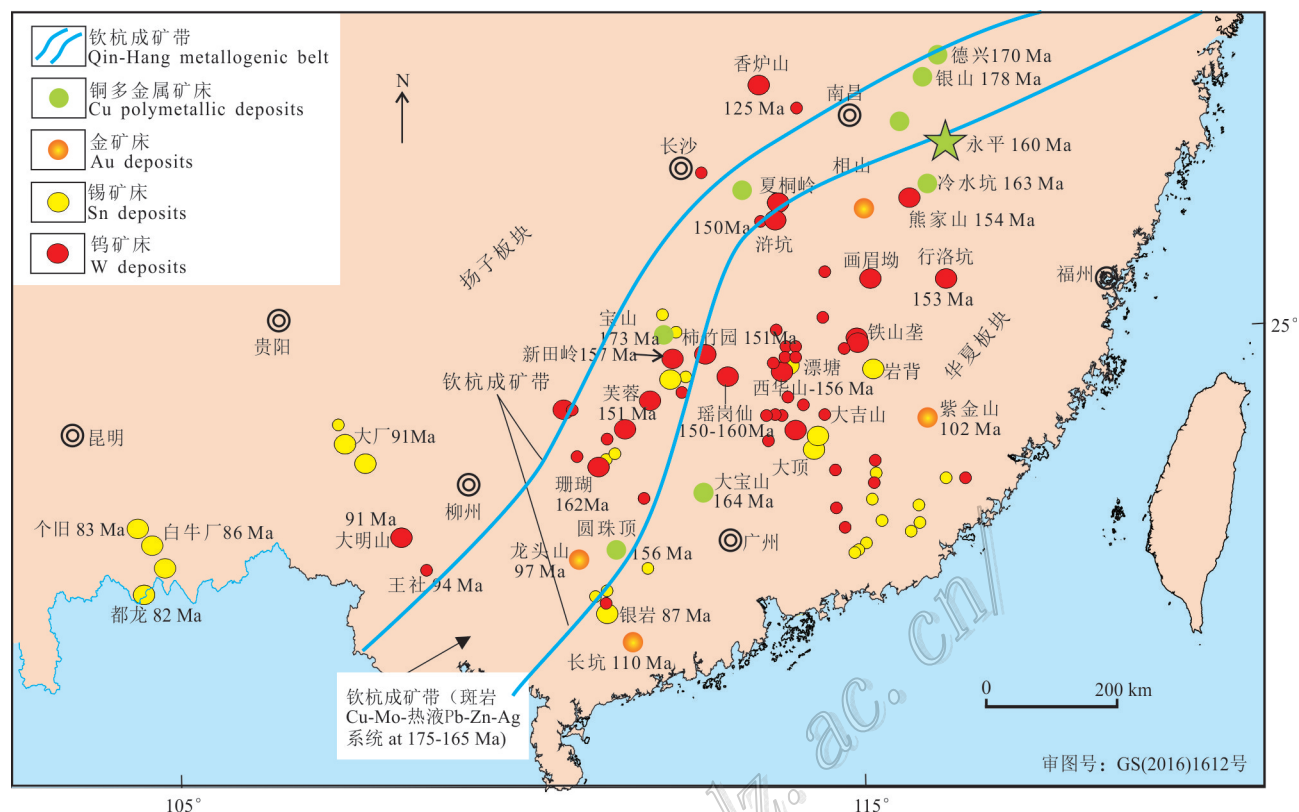 钦杭成矿带
Qin-Hang metallogenic belt
铜多金属矿床
Cu polymetallic deposits
金矿床
Au deposits
锡矿床
Sn deposits
钨矿床
W deposits
N
香炉山
125 Ma
南昌
德兴170 Ma
银山 178 Ma
永平 160 Ma
长沙
相山
冷水坑 163 Ma
夏桐岭
150Ma
浒坑
熊家山 154 Ma
扬子板块
画眉坳
行洛坑
153 Ma
福州
25°
贵阳
宝山
173 Ma
柿竹园 151Ma
铁山垄
华夏板块
新田岭157 Ma
漂塘
岩背
西华山-156 Ma
钦杭成矿带
芙蓉
151 Ma
瑶岗仙
150-160Ma
大吉山
紫金山
102 Ma
昆明
大厂91Ma
大顶
珊瑚
162Ma
大宝山
164 Ma
柳州
个旧 83 Ma
白牛厂86 Ma
91 Ma
大明山
圆珠顶
156 Ma
广州
龙头山
97 Ma
王社 94 Ma
都龙 82 Ma
银岩 87 Ma
长坑 110 Ma
钦杭成矿带（斑岩
Cu-Mo-热液Pb-Zn-Ag
系统 at 175-165 Ma)
0 200 km
审图号：GS(2016)1612号
105° 115°
lz. ac. cn/